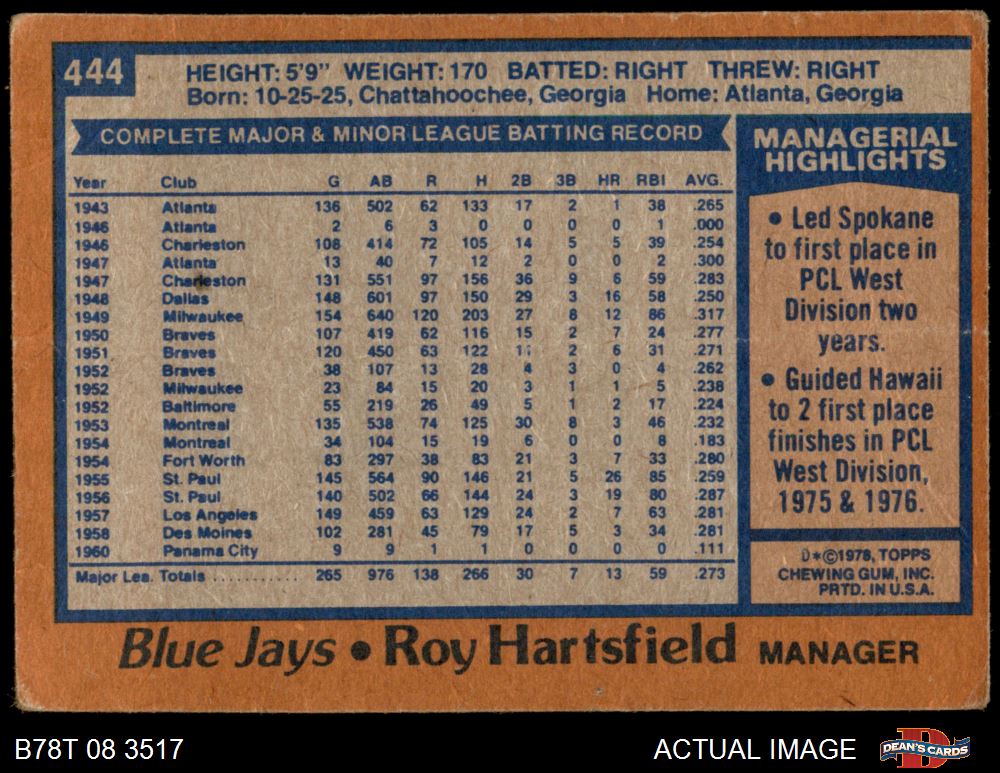 444
HEIGHT: 5'9" WEIGHT: 170 BATTED: RIGHT THREW: RIGHT
Born: 10-25-25, Chattahoochee, Georgia Home: Atlanta, Georgia
COMPLETE MAJOR & MINOR LEAGUE BATTING RECORD
Year Club G AB R H 2B 3B HR RBI AVG.
1943 Atlanta 136 502 62 133 17 2 1 38 .265
1946 Atlanta 2 6 3 0 0 0 0 1 .000
1946 Charleston 108 414 72 105 14 5 5 39 .254
1947 Atlanta 13 40 7 12 2 0 0 2 .300
1947 Charleston 131 551 97 156 36 9 6 59 .283
1948 Dallas 148 601 97 150 29 3 16 58 .250
1949 Milwaukee 154 640 120 203 27 8 12 86 .317
1950 Braves 107 419 62 116 15 2 7 24 .277
1951 Braves 120 450 63 122 11 2 6 31 .271
1952 Braves 38 107 13 28 4 3 0 4 .262
1952 Milwaukee 23 84 15 20 3 1 1 5 .238
1952 Baltimore 55 219 26 49 5 1 2 17 .224
1953 Montreal 135 538 74 125 30 8 3 46 .232
1954 Montreal 34 104 15 19 6 0 0 8 .183
1954 Fort Worth 83 297 38 83 21 3 7 33 .280
1955 St. Paul 145 564 90 146 21 5 26 85 .259
1956 St. Paul 140 502 66 144 24 3 19 80 .287
1957 Los Angeles 149 459 63 129 24 2 7 63 .281
1958 Des Moines 102 281 45 79 17 5 3 34 .281
1960 Panama City 9 9 1 1 0 0 0 0 .111
Major Lea. Totals ........... 265 976 138 266 30 7 13 59 .273
MANAGERIAL
HIGHLIGHTS
• Led Spokane
to first place in
PCL West
Division two
years.
• Guided Hawaii
to 2 first place
finishes in PCL
West Division,
1975 & 1976.
D*©1978, TOPPS
CHEWING GUM, INC.
PRTD. IN U.S.A.
Blue Jays • Roy Hartsfield MANAGER
B78T 08 3517 ACTUAL IMAGE
DEAN'S CARDS